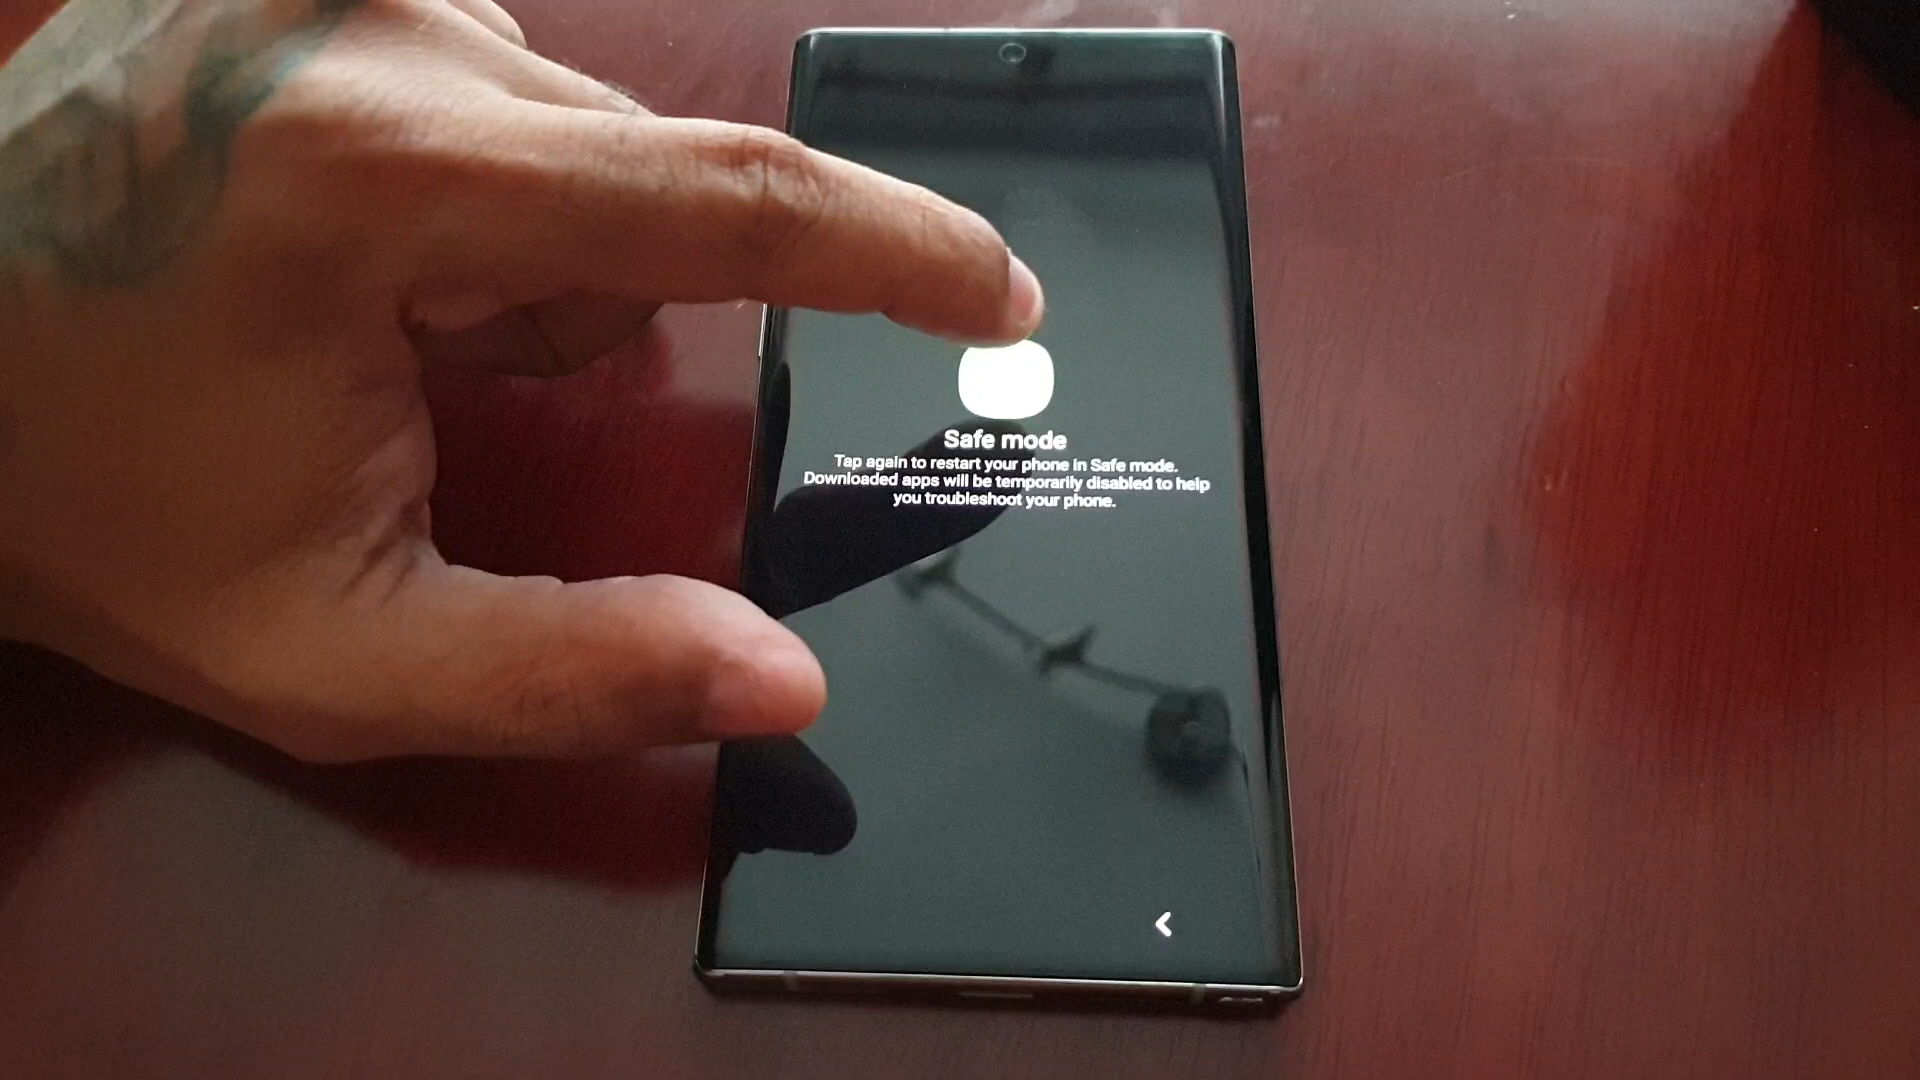 Safe mode
Tap again to restart your phone in Safe mode.
Downloaded apps will be temporarily disabled to help
you troubleshoot your phone.